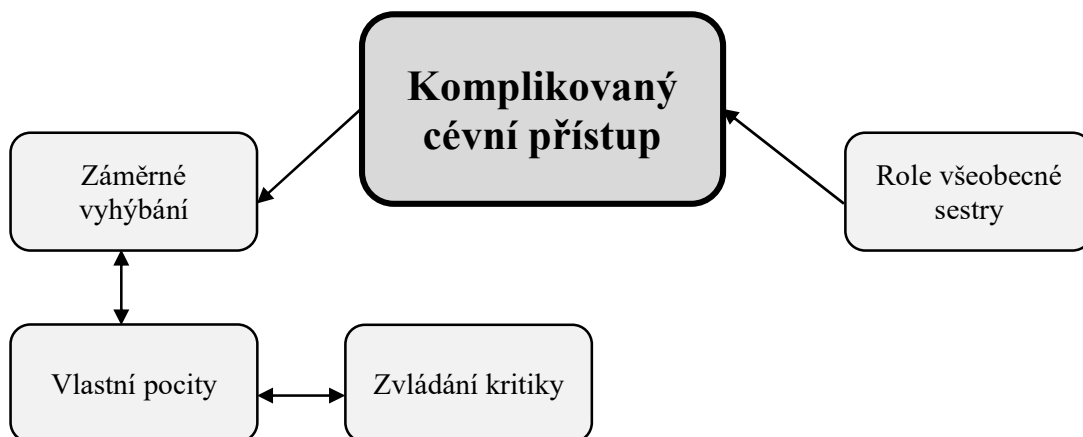 Komplikovaný
cévní přístup
Záměrné
vyhýbání
Role všeobecné
sestry
Vlastní pocity
Zvládání kritiky